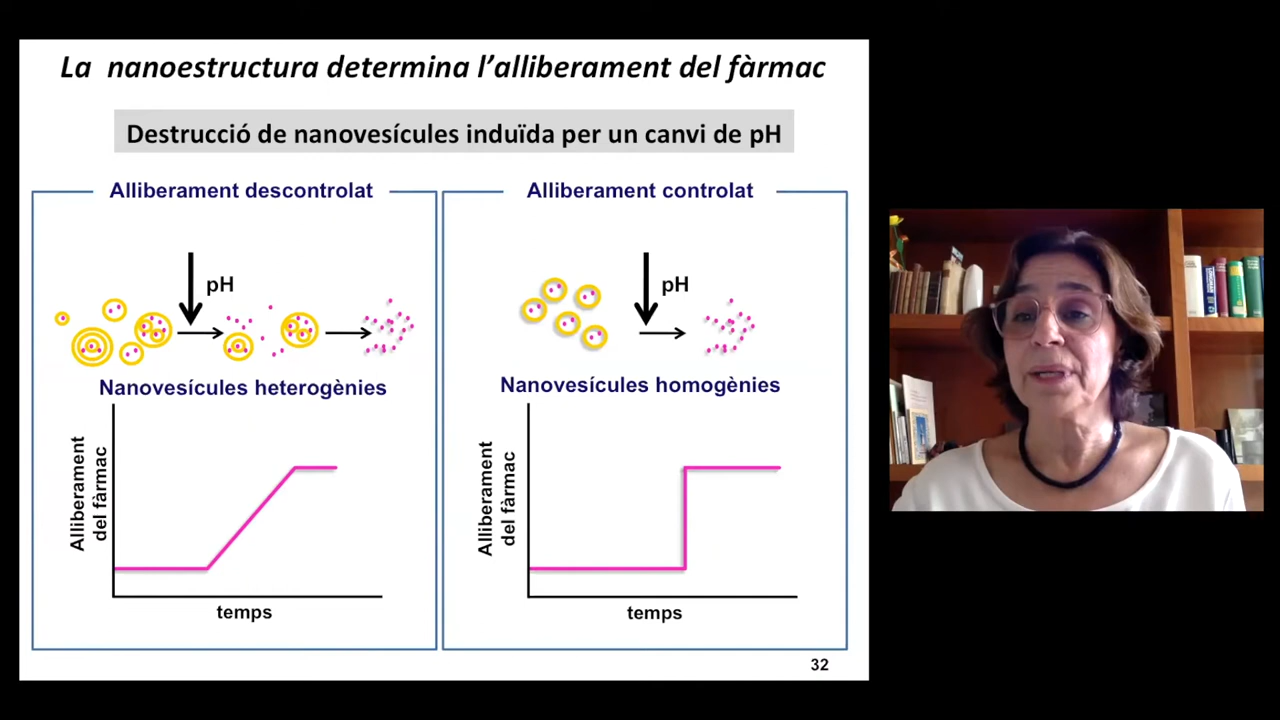 La nanoestructura determina l’alliberament del fàrmac
Destrucció de nanovesícules induïda per un canvi de pH
Alliberament descontrolat
pH
Nanovesícules heterogènies
Alliberament
del fàrmac
temps
Alliberament controlat
pH
Nanovesícules homogènies
Alliberament
del fàrmac
temps
32